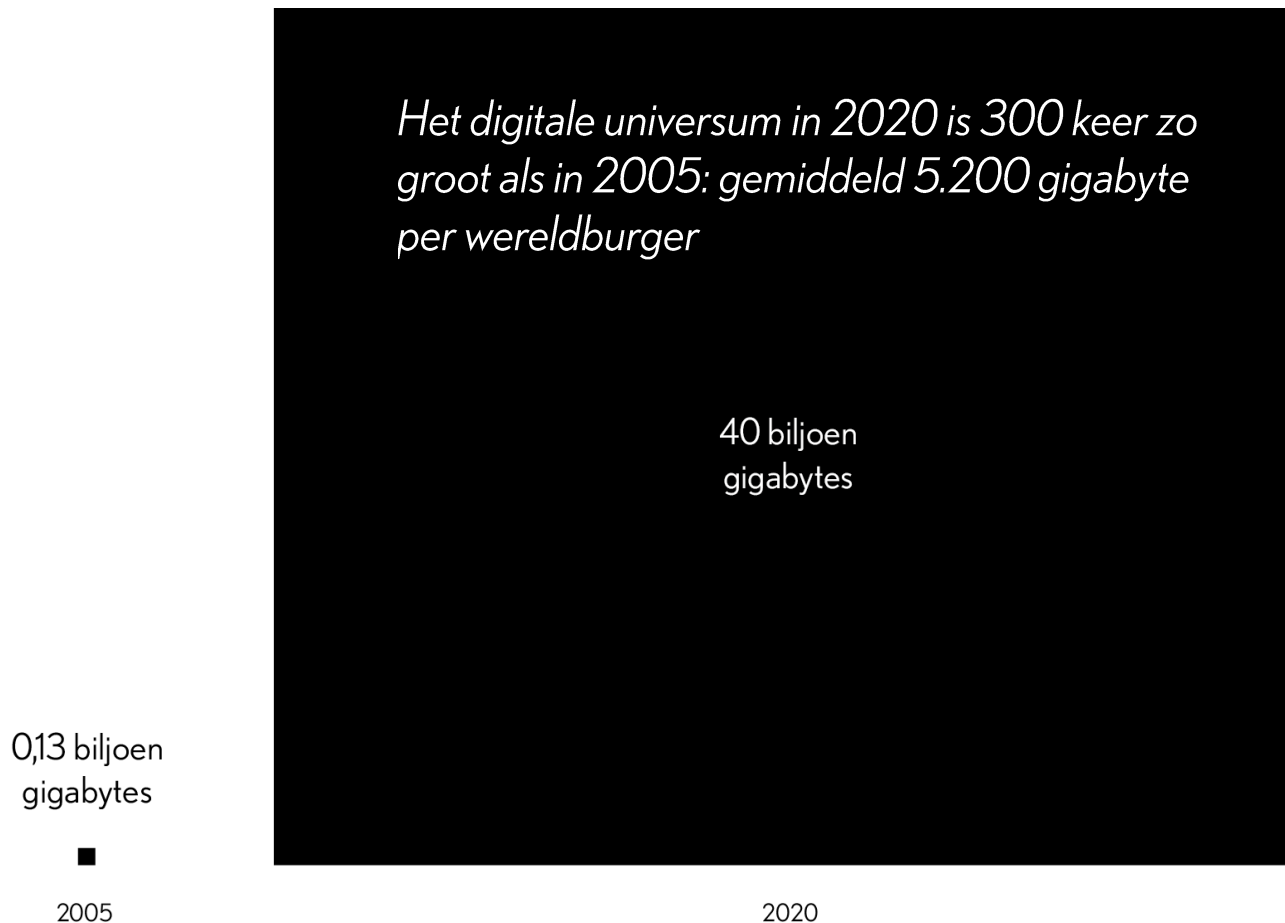 Het digitale universum in 2020 is 300 keer zo
groot als in 2005: gemiddeld 5.200 gigabyte
per wereldburger
40 biljoen
gigabytes
0,13 biljoen
gigabytes
2005
2020